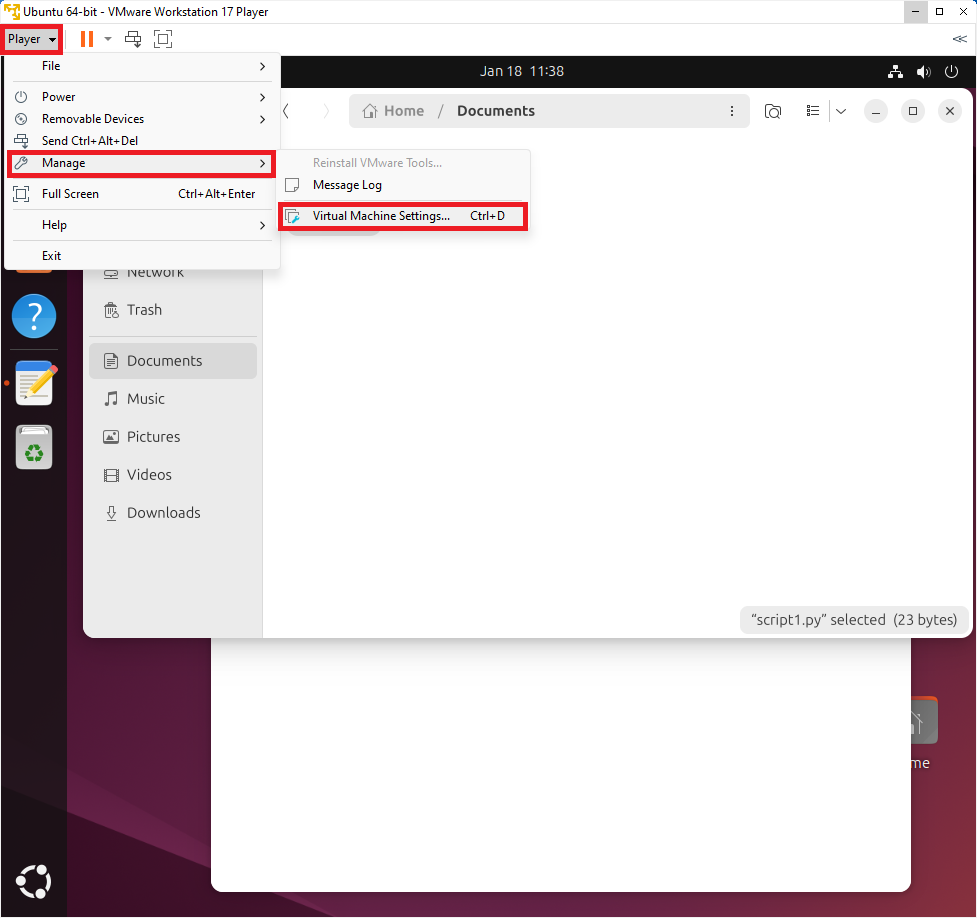 Ubuntu 64-bit - VMware Workstation 17 Player
Player
Jan 18 11:38
File
Power
Removable Devices
Send Ctrl+Alt+Del
Manage
Full Screen Ctrl+Alt+Enter
Help
Exit
Reinstall VMware Tools...
Message Log
Virtual Machine Settings... Ctrl+D
Home / Documents
Network
Trash
Documents
Music
Pictures
Videos
Downloads
“script1.py” selected (23 bytes)
me